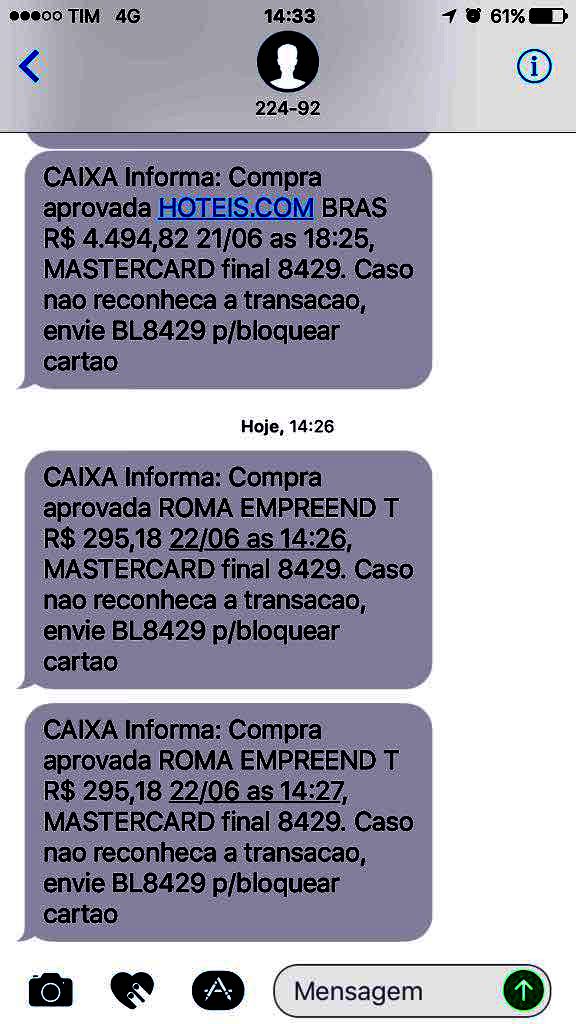 TIM 4G 14:33 61%
224-92
CAIXA Informa: Compra
aprovada HOTEIS.COM BRAS
R$ 4.494,82 21/06 as 18:25,
MASTERCARD final 8429. Caso
nao reconheca a transacao,
envie BL8429 p/bloquear
cartao
Hoje, 14:26
CAIXA Informa: Compra
aprovada ROMA EMPREEND T
R$ 295,18 22/06 as 14:26,
MASTERCARD final 8429. Caso
nao reconheca a transacao,
envie BL8429 p/bloquear
cartao
CAIXA Informa: Compra
aprovada ROMA EMPREEND T
R$ 295,18 22/06 as 14:27,
MASTERCARD final 8429. Caso
nao reconheca a transacao,
envie BL8429 p/bloquear
cartao
Mensagem